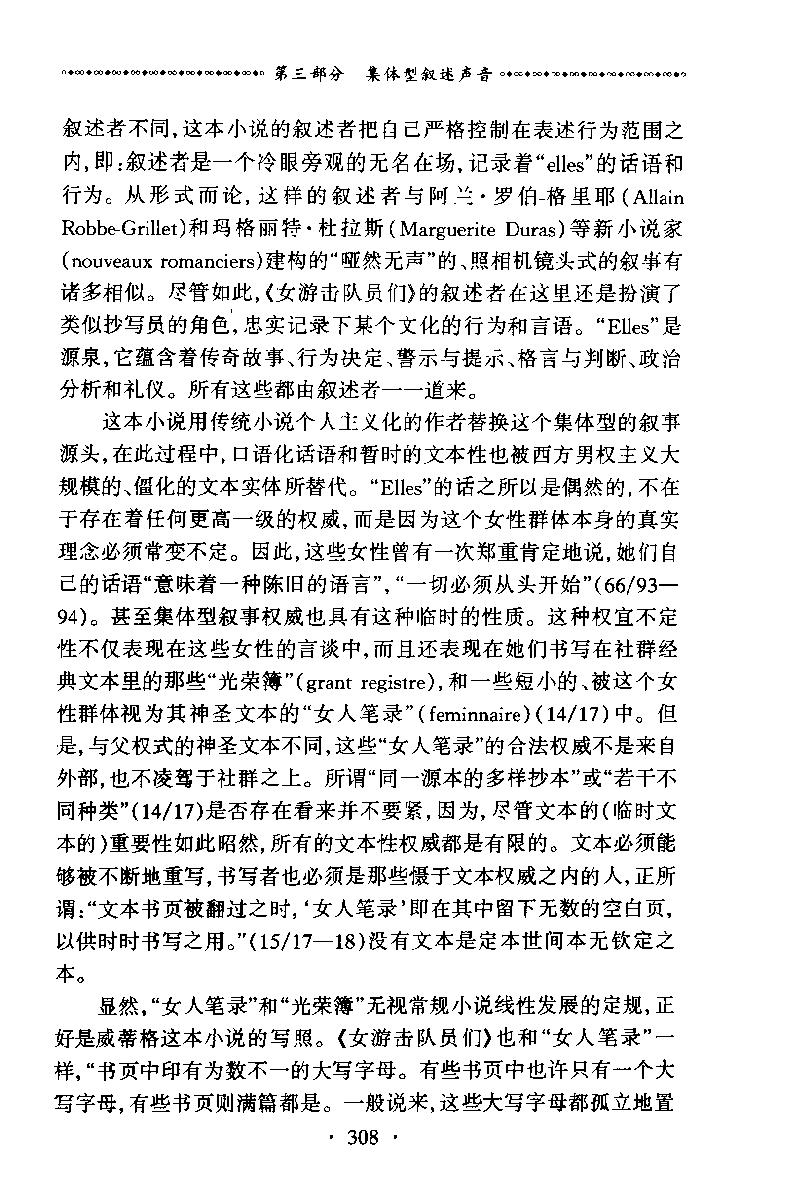 第三部分 集体型叙述声音
叙述者不同,这本小说的叙述者把自己严格控制在表述行为范围之
内,即:叙述者是一个冷眼旁观的无名在场,记录着“elles”的话语和
行为。从形式而论,这样的叙述者与阿兰·罗伯-格里耶(Allain
Robbe-Grillet)和玛格丽特·杜拉斯(Marguerite Duras)等新小说家
(nouveaux romanciers)建构的“哑然无声”的、照相机镜头式的叙事有
诸多相似。尽管如此,《女游击队员们》的叙述者在这里还是扮演了
类似抄写员的角色,忠实记录下某个文化的行为和言语。“Elles”是
源泉,它蕴含着传奇故事、行为决定、警示与提示、格言与判断、政治
分析和礼仪。所有这些都由叙述者一一道来。
这本小说用传统小说个人主义化的作者替换这个集体型的叙事
源头,在此过程中,口语化话语和暂时的文本性也被西方男权主义大
规模的、僵化的文本实体所替代。“Elles”的话之所以是偶然的,不在
于存在着任何更高一级的权威,而是因为这个女性群体本身的真实
理念必须常变不定。因此,这些女性曾有一次郑重肯定地说,她们自
己的话语“意味着一种陈旧的语言”,“一切必须从头开始”(66/93—
94)。甚至集体型叙事权威也具有这种临时的性质。这种权宜不定
性不仅表现在这些女性的言谈中,而且还表现在她们书写在社群经
典文本里的那些“光荣簿”(grant registre),和一些短小的、被这个女
性群体视为其神圣文本的“女人笔录”(feminnaire)(14/17)中。但
是,与父权式的神圣文本不同,这些“女人笔录”的合法权威不是来自
外部,也不凌驾于社群之上。所谓“同一源本的多样抄本”或“若干不
同种类”(14/17)是否存在看来并不要紧,因为,尽管文本的(临时文
本的)重要性如此昭然,所有的文本性权威都是有限的。文本必须能
够被不断地重写,书写者也必须是那些慑于文本权威之内的人,正所
谓:“文本书页被翻过之时,‘女人笔录’即在其中留下无数的空白页,
以供时时书写之用。”(15/17—18)没有文本是定本世间本无钦定之
本。
显然,“女人笔录”和“光荣簿”无视常规小说线性发展的定规,正
好是威蒂格这本小说的写照。《女游击队员们》也和“女人笔录”一
样,“书页中印有为数不一的大写字母。有些书页中也许只有一个大
写字母,有些书页则满篇都是。一般说来,这些大写字母都孤立地置
· 308 ·